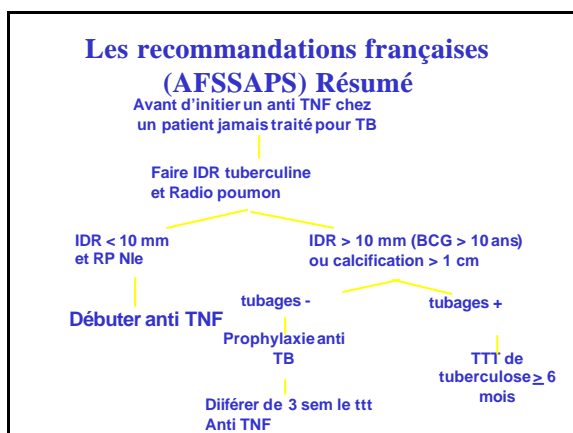 Les recommandations françaises
(AFSSAPS) Résumé
Avant d'initier un anti TNF chez
un patient jamais traité pour TB
Faire IDR tuberculine
et Radio poumon
IDR < 10 mm
et RP Nle
IDR > 10 mm (BCG > 10 ans)
ou calcification > 1 cm
Débuter anti TNF
tubages -
tubages +
Prophylaxie anti
TB
TTT de
tuberculose ≥ 6
mois
Diiférer de 3 sem le ttt
Anti TNF